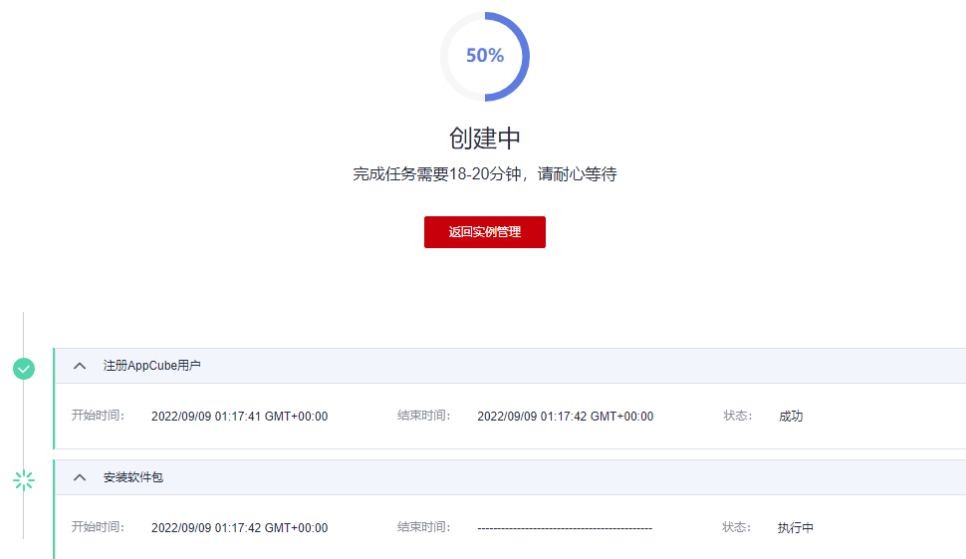 50%
创建中
完成任务需要18-20分钟，请耐心等待
返回实例管理
注册AppCube用户
开始时间： 2022/09/09 01:17:41 GMT+00:00 结束时间： 2022/09/09 01:17:42 GMT+00:00 状态： 成功
安装软件包
开始时间： 2022/09/09 01:17:42 GMT+00:00 结束时间： -------------------------------------------- 状态： 执行中